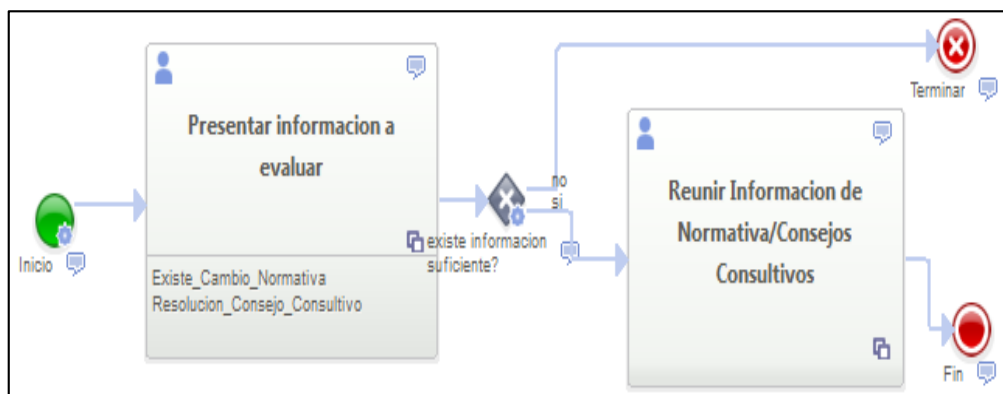 Inicio
Presentar informacion a
evaluar
Existe_Cambio_Normativa
Resolucion_Consejo_Consultivo
existe informacion
suficiente?
no
si
Terminar
Reunir Informacion de
Normativa/Consejos
Consultivos
Fin